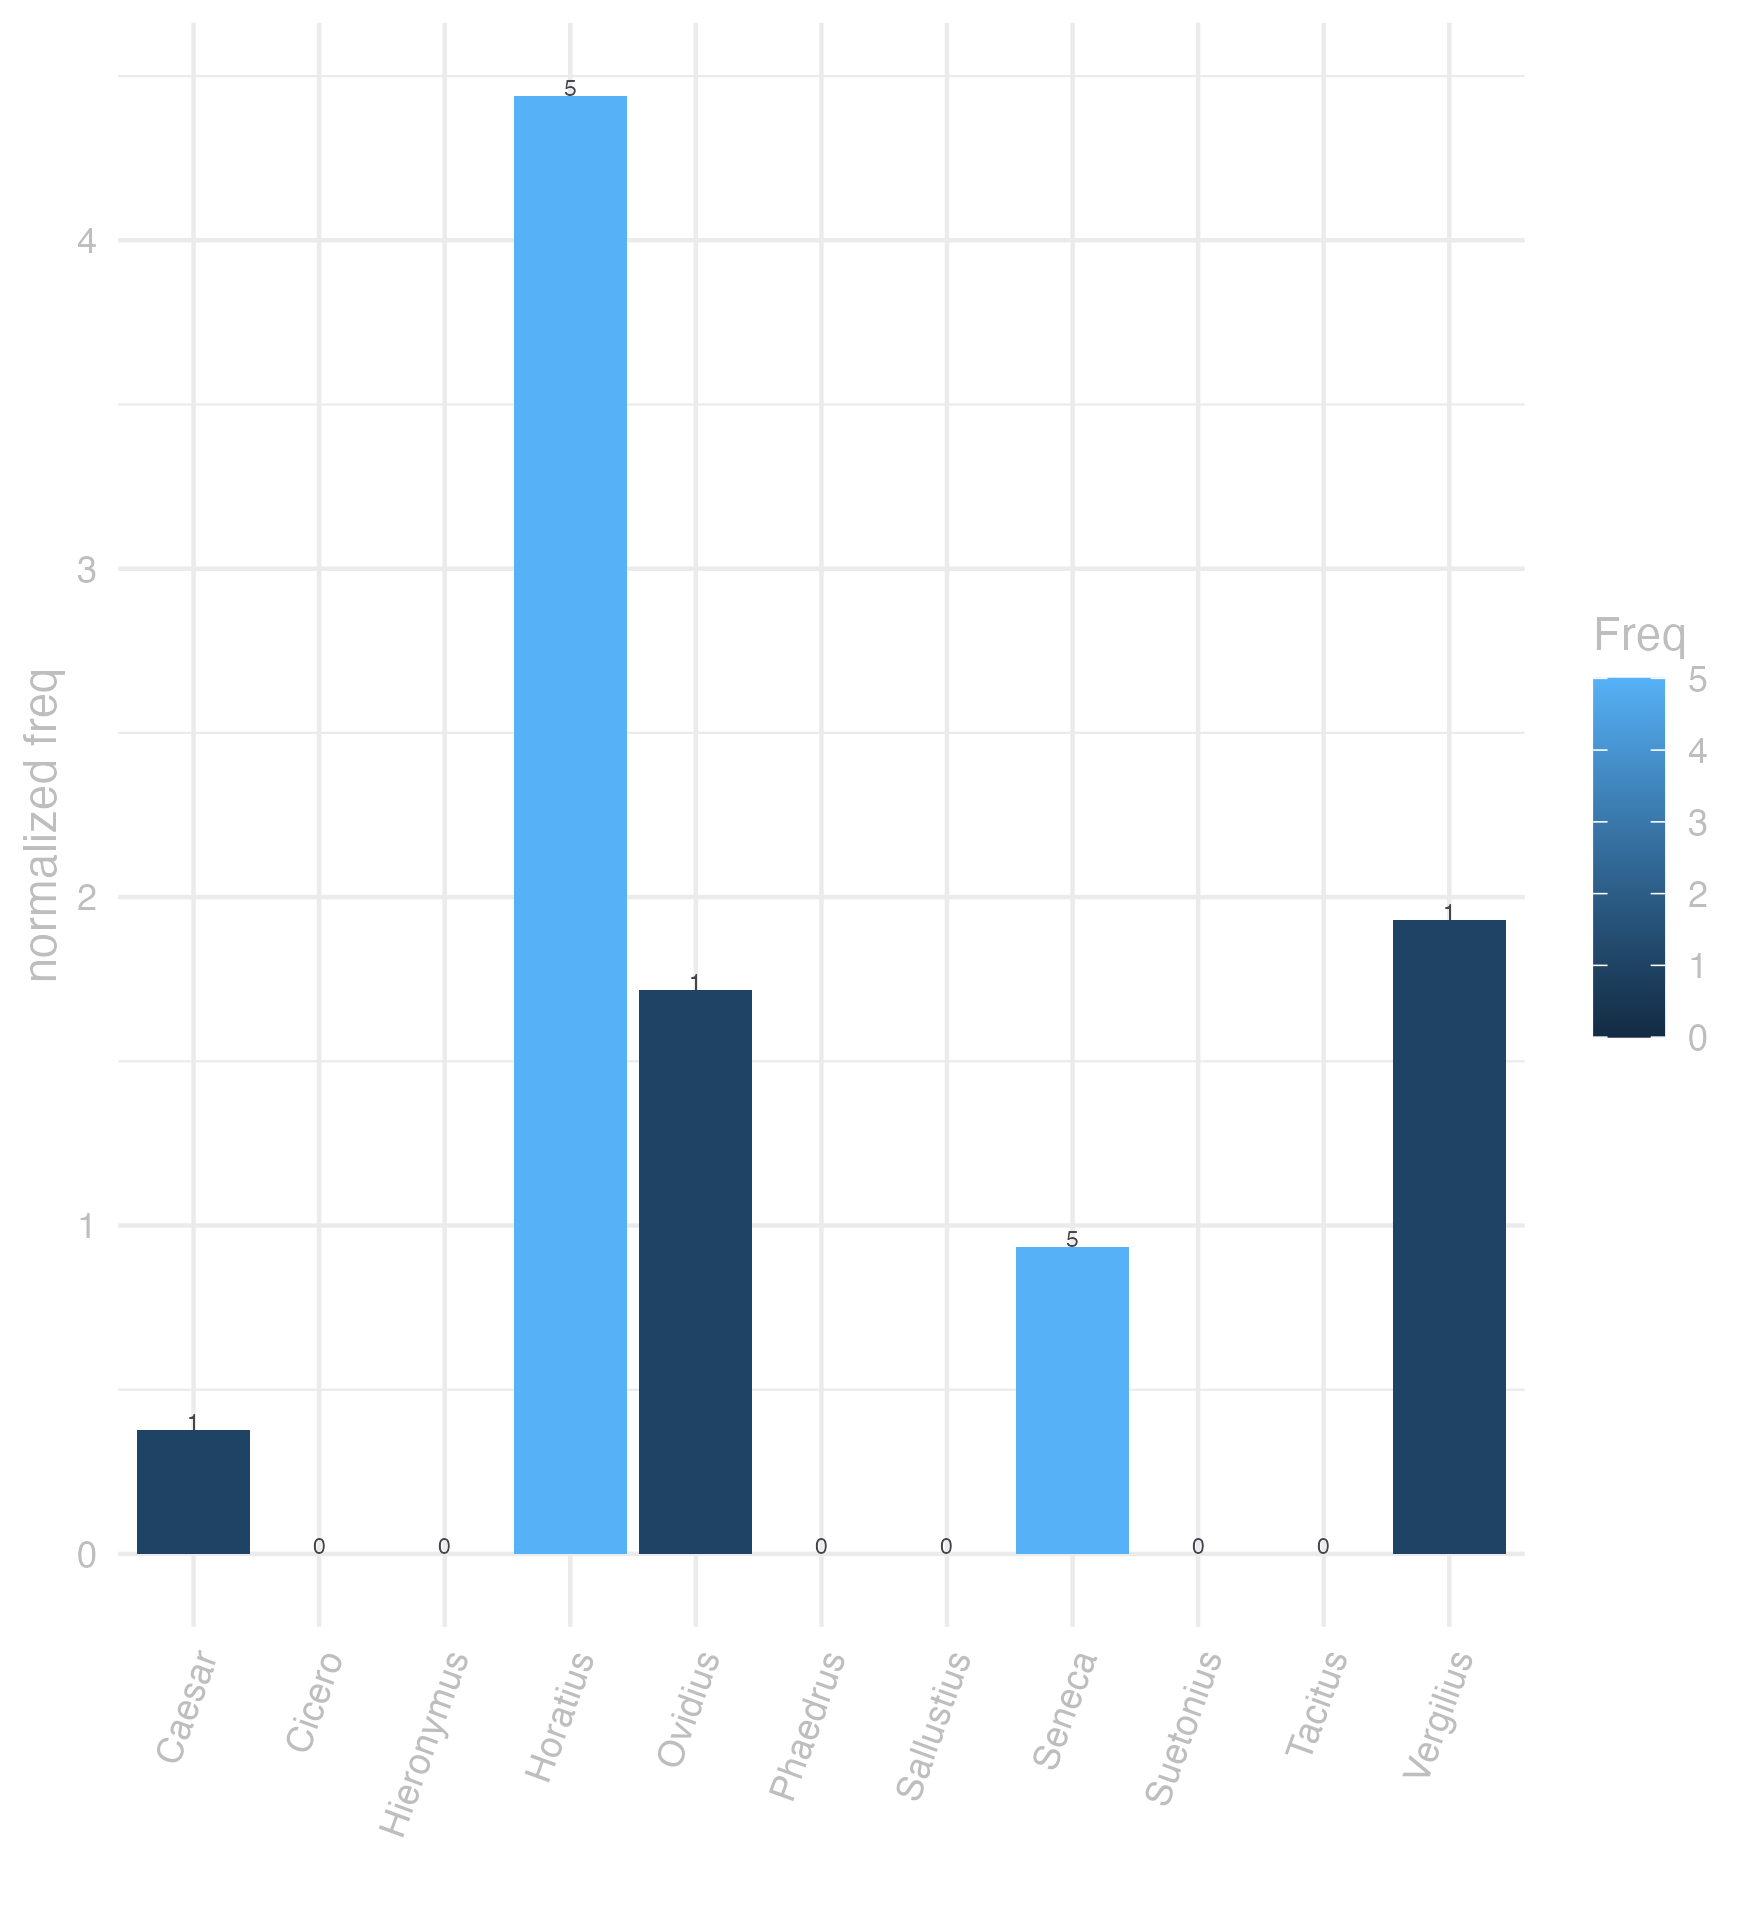 5
4
3
2
1
0
normalized freq
1
0
0
5
1
0
0
5
0
0
1
Caesar
Cicero
Hieronymus
Horatius
Ovidius
Phaedrus
Sallustius
Seneca
Suetonius
Tacitus
Vergilius
Freq
5
4
3
2
1
0